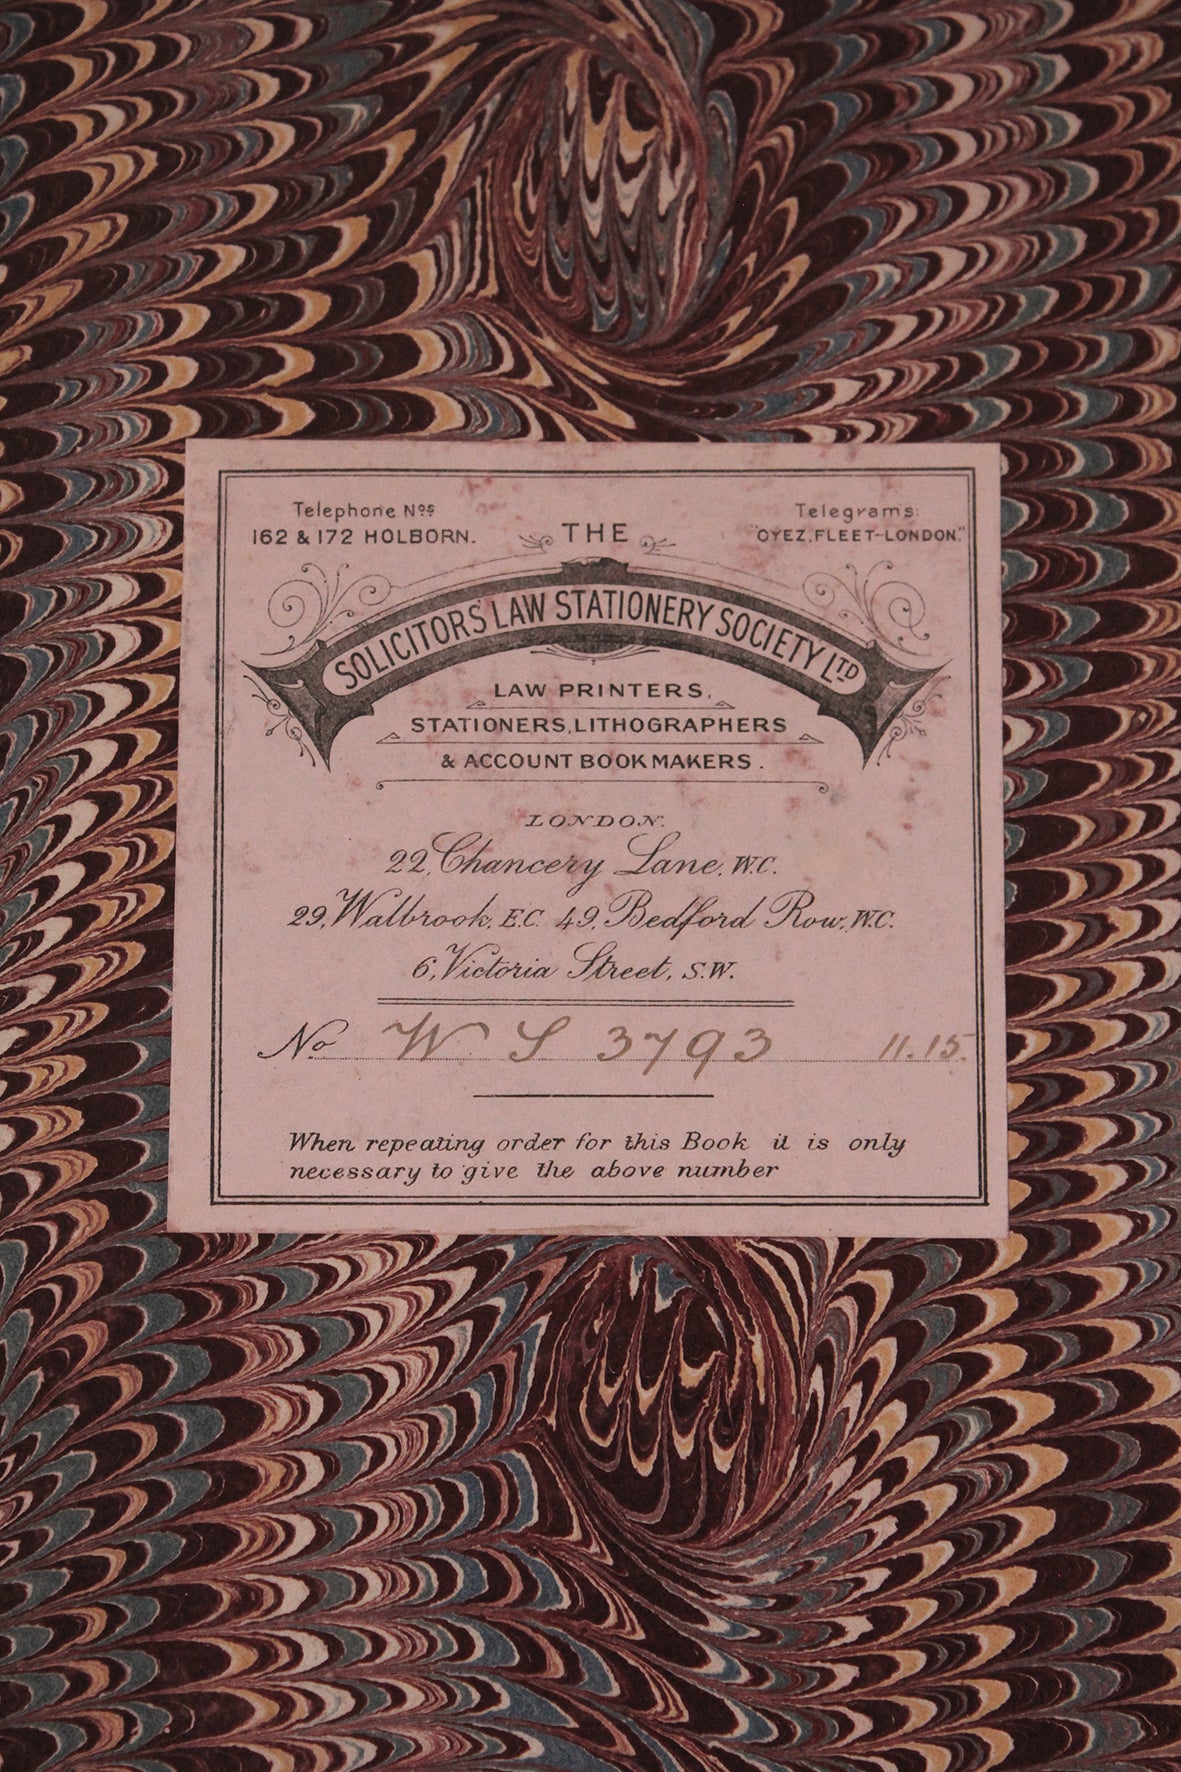 Telephone Nos
162 & 172 HOLBORN.
THE
Telegrams:
"OYEZ, FLEET-LONDON."
SOLICITORS' LAW STATIONERY SOCIETY LTD
LAW PRINTERS,
STATIONERS, LITHOGRAPHERS
& ACCOUNT BOOK MAKERS.
LONDON.
22, Chancery Lane, W.C.
29, Walbrook, E.C. 49, Bedford Row, W.C.
6, Victoria Street, S.W.
No W S 3793 11.15.
When repeating order for this Book it is only
necessary to give the above number